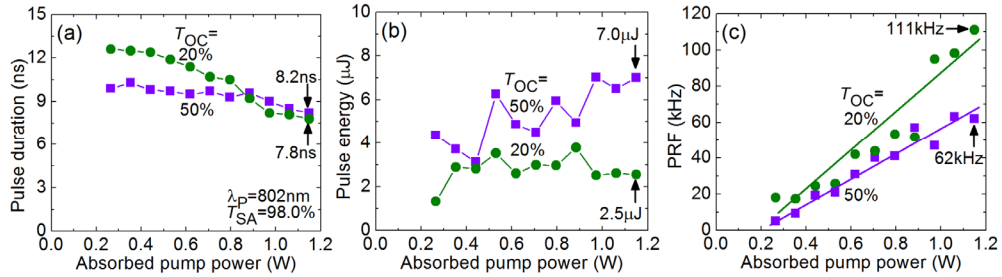 (a)
T_OC=
20%
50%
8.2ns
7.8ns
λ_P=802nm
T_SA=98.0%
Pulse duration (ns)
15
12
9
6
3
0
0.0 0.2 0.4 0.6 0.8 1.0 1.2
Absorbed pump power (W)
(b)
7.0μJ
T_OC=
50%
20%
2.5μJ
Pulse energy (μJ)
10
8
6
4
2
0
0.0 0.2 0.4 0.6 0.8 1.0 1.2
Absorbed pump power (W)
(c)
111kHz
T_OC=
20%
50%
62kHz
PRF (kHz)
120
100
80
60
40
20
0
0.0 0.2 0.4 0.6 0.8 1.0 1.2
Absorbed pump power (W)